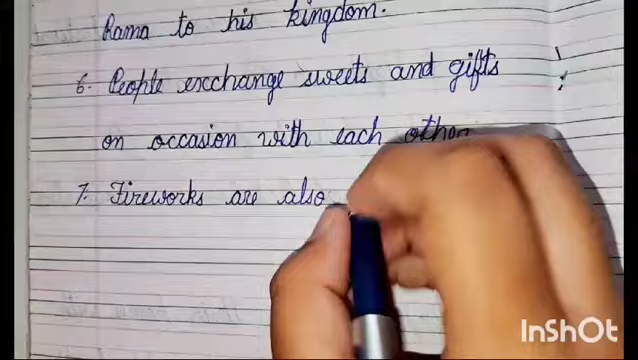 Rama to his kingdom.
6. People exchange sweets and gifts
on occasion with each other
7. Fireworks are also
InShOt